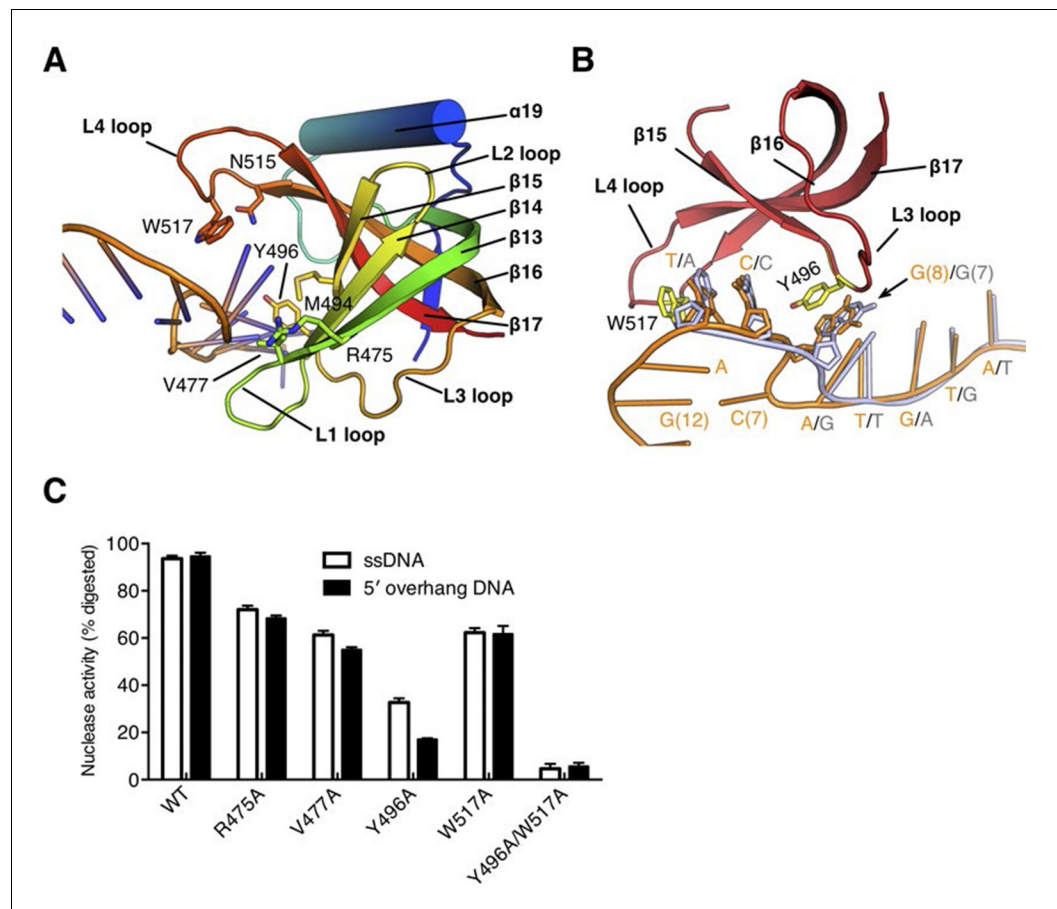 A
L4 loop
N515
W517
Y496
M494
R475
V477
L1 loop
α19
L2 loop
β15
β14
β13
β16
β17
L3 loop
B
β15
β16
β17
L4 loop
L3 loop
T/A
C/C
Y496
G(8)/G(7)
W517
A
G(12)
C(7)
A/G
T/T
G/A
T/G
A/T
C
Nuclease activity (% digested)
100
80
60
40
20
0
ssDNA
5′ overhang DNA
WT
R475A
V477A
Y496A
W517A
Y496A/W517A